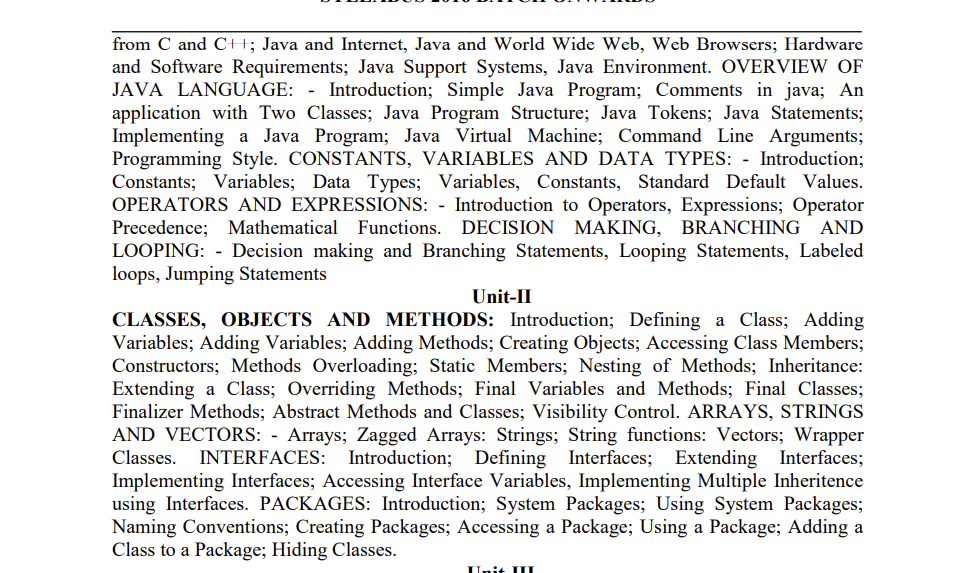 SYLLABUS 2016 BATCH ONWARDS
from C and C++; Java and Internet, Java and World Wide Web, Web Browsers; Hardware
and Software Requirements; Java Support Systems, Java Environment. OVERVIEW OF
JAVA LANGUAGE: - Introduction; Simple Java Program; Comments in java; An
application with Two Classes; Java Program Structure; Java Tokens; Java Statements;
Implementing a Java Program; Java Virtual Machine; Command Line Arguments;
Programming Style. CONSTANTS, VARIABLES AND DATA TYPES: - Introduction;
Constants; Variables; Data Types; Variables, Constants, Standard Default Values.
OPERATORS AND EXPRESSIONS: - Introduction to Operators, Expressions; Operator
Precedence; Mathematical Functions. DECISION MAKING, BRANCHING AND
LOOPING: - Decision making and Branching Statements, Looping Statements, Labeled
loops, Jumping Statements
Unit-II
CLASSES, OBJECTS AND METHODS: Introduction; Defining a Class; Adding
Variables; Adding Variables; Adding Methods; Creating Objects; Accessing Class Members;
Constructors; Methods Overloading; Static Members; Nesting of Methods; Inheritance:
Extending a Class; Overriding Methods; Final Variables and Methods; Final Classes;
Finalizer Methods; Abstract Methods and Classes; Visibility Control. ARRAYS, STRINGS
AND VECTORS: - Arrays; Zagged Arrays: Strings; String functions: Vectors; Wrapper
Classes. INTERFACES: Introduction; Defining Interfaces; Extending Interfaces;
Implementing Interfaces; Accessing Interface Variables, Implementing Multiple Inheritence
using Interfaces. PACKAGES: Introduction; System Packages; Using System Packages;
Naming Conventions; Creating Packages; Accessing a Package; Using a Package; Adding a
Class to a Package; Hiding Classes.
Unit-III